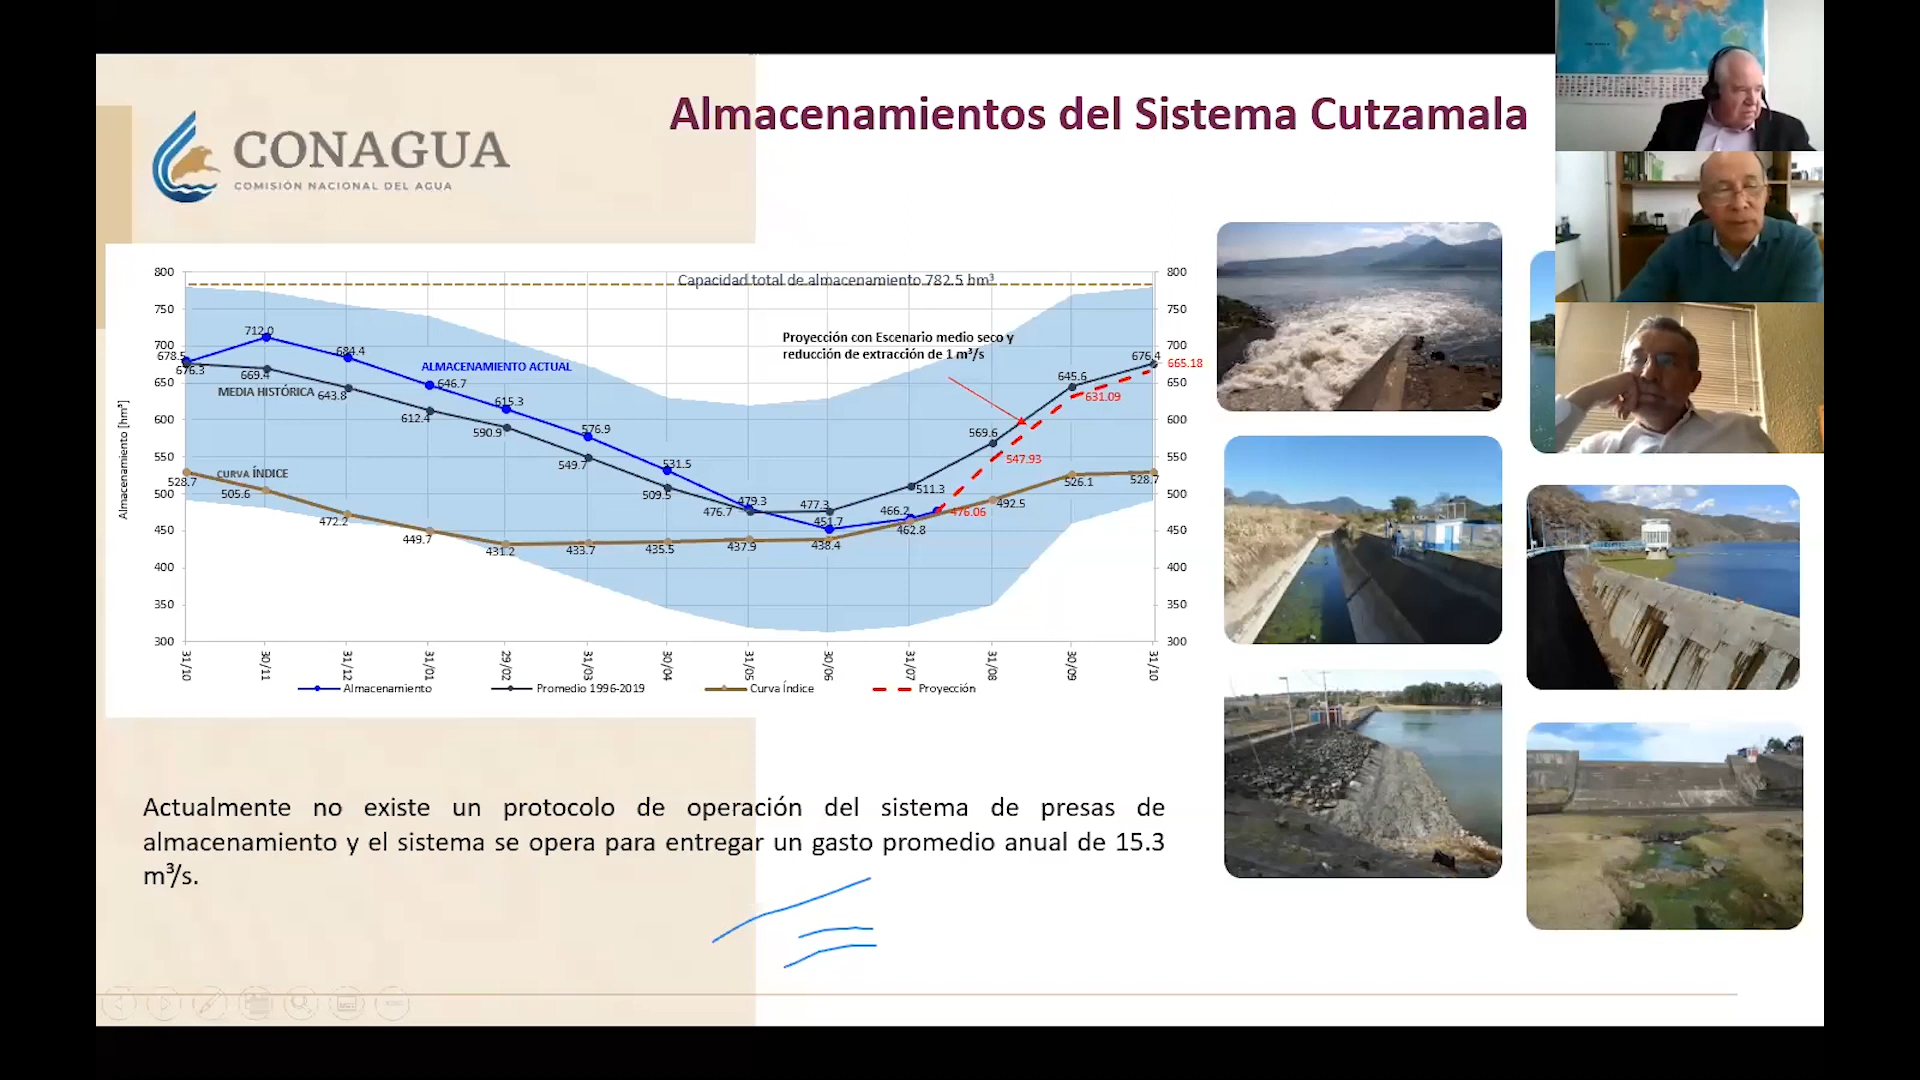 Almacenamientos del Sistema Cutzamala
CONAGUA
COMISIÓN NACIONAL DEL AGUA
Capacidad total de almacenamiento 782.5 hm³
Proyección con Escenario medio seco y
reducción de extracción de 1 m³/s
ALMACENAMIENTO ACTUAL
MEDIA HISTÓRICA
CURVA ÍNDICE
Almacenamiento [hm³]
800
750
700
650
600
550
500
450
400
350
300
678.5 712.0 684.4 646.7 615.3 576.9 531.5 479.3 451.7 466.2
676.3 669.4 643.8 612.4 590.9 549.7 509.5 476.7 477.3 511.3 569.6 645.6 676.4
528.7 505.6 472.2 449.7 431.2 433.7 435.5 437.9 438.4 462.8 492.5 526.1 528.7
476.06 547.93 631.09 665.18
800
750
700
650
600
550
500
450
400
350
300
31/10 30/11 31/12 31/01 29/02 31/03 30/04 31/05 30/06 31/07 31/08 30/09 31/10
Almacenamiento Promedio 1996-2019 Curva Índice Proyección
Actualmente no existe un protocolo de operación del sistema de presas de
almacenamiento y el sistema se opera para entregar un gasto promedio anual de 15.3
m³/s.